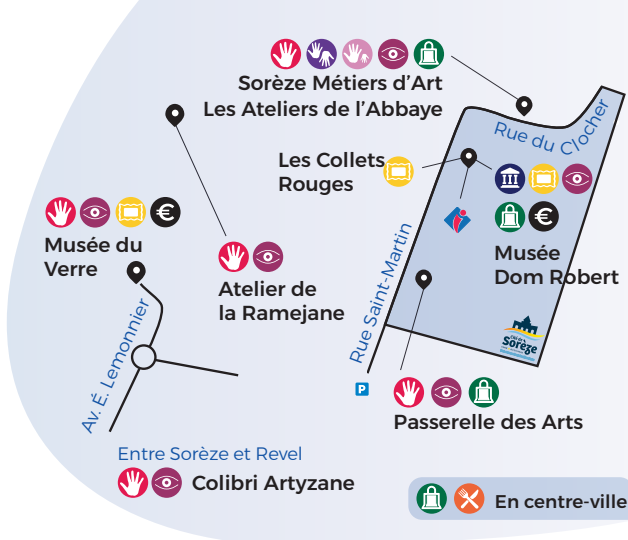 Sorèze Métiers d'Art
Les Ateliers de l'Abbaye
Rue du Clocher
Les Collets
Rouges
€
€
Musée du
Verre
Musée
Dom Robert
Atelier de
la Ramejane
Rue Saint-Martin
Av. É. Lemonnier
Sorèze
P
Passerelle des Arts
Entre Sorèze et Revel
Colibri Artyzane
En centre-ville